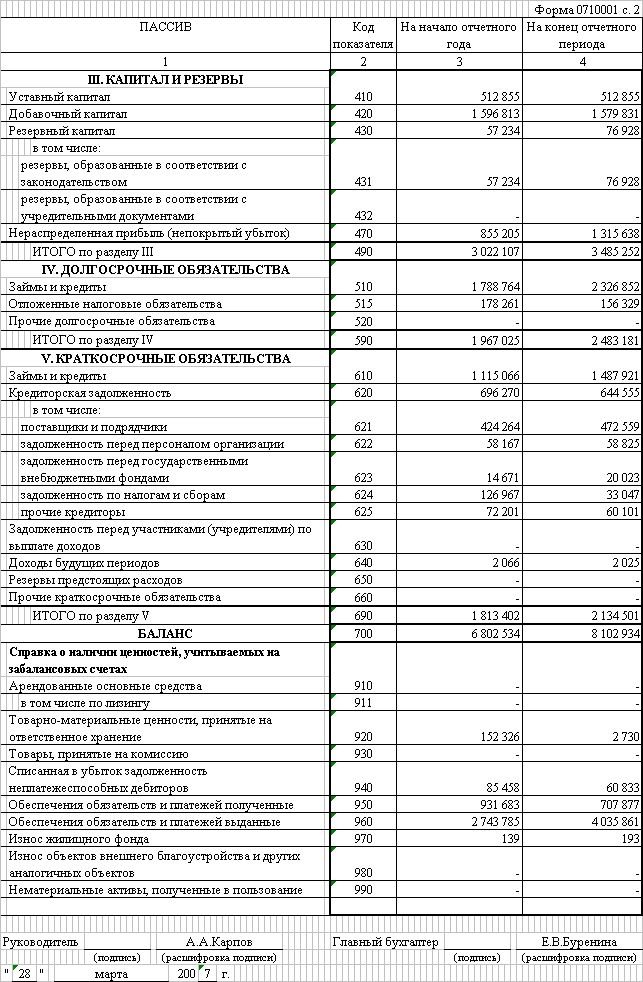 Форма 0710001 с. 2
ПАССИВ Код показателя На начало отчетного года На конец отчетного периода
1 2 3 4
III. КАПИТАЛ И РЕЗЕРВЫ
Уставный капитал 410 512 855 512 855
Добавочный капитал 420 1 596 813 1 579 831
Резервный капитал 430 57 234 76 928
в том числе:
резервы, образованные в соответствии с
законодательством 431 57 234 76 928
резервы, образованные в соответствии с
учредительными документами 432 - -
Нераспределенная прибыль (непокрытый убыток) 470 855 205 1 315 638
ИТОГО по разделу III 490 3 022 107 3 485 252
IV. ДОЛГОСРОЧНЫЕ ОБЯЗАТЕЛЬСТВА
Займы и кредиты 510 1 788 764 2 326 852
Отложенные налоговые обязательства 515 178 261 156 329
Прочие долгосрочные обязательства 520 - -
ИТОГО по разделу IV 590 1 967 025 2 483 181
V. КРАТКОСРОЧНЫЕ ОБЯЗАТЕЛЬСТВА
Займы и кредиты 610 1 115 066 1 487 921
Кредиторская задолженность 620 696 270 644 555
в том числе:
поставщики и подрядчики 621 424 264 472 559
задолженность перед персоналом организации 622 58 167 58 825
задолженность перед государственными
внебюджетными фондами 623 14 671 20 023
задолженность по налогам и сборам 624 126 967 33 047
прочие кредиторы 625 72 201 60 101
Задолженность перед участниками (учредителями) по
выплате доходов 630 - -
Доходы будущих периодов 640 2 066 2 025
Резервы предстоящих расходов 650 - -
Прочие краткосрочные обязательства 660 - -
ИТОГО по разделу V 690 1 813 402 2 134 501
БАЛАНС 700 6 802 534 8 102 934
Справка о наличии ценностей, учитываемых на
забалансовых счетах
Арендованные основные средства 910 - -
в том числе по лизингу 911 - -
Товарно-материальные ценности, принятые на
ответственное хранение 920 152 326 2 730
Товары, принятые на комиссию 930 - -
Списанная в убыток задолженность
неплатежеспособных дебиторов 940 85 458 60 833
Обеспечения обязательств и платежей полученные 950 931 683 707 877
Обеспечения обязательств и платежей выданные 960 2 743 785 4 035 861
Износ жилищного фонда 970 139 193
Износ объектов внешнего благоустройства и других
аналогичных объектов 980 - -
Нематериальные активы, полученные в пользование 990 - -
Руководитель А.А.Карпов Главный бухгалтер Е.В.Буренина
(подпись) (расшифровка подписи) (подпись) (расшифровка подписи)
" 28 " марта 200 7 г.